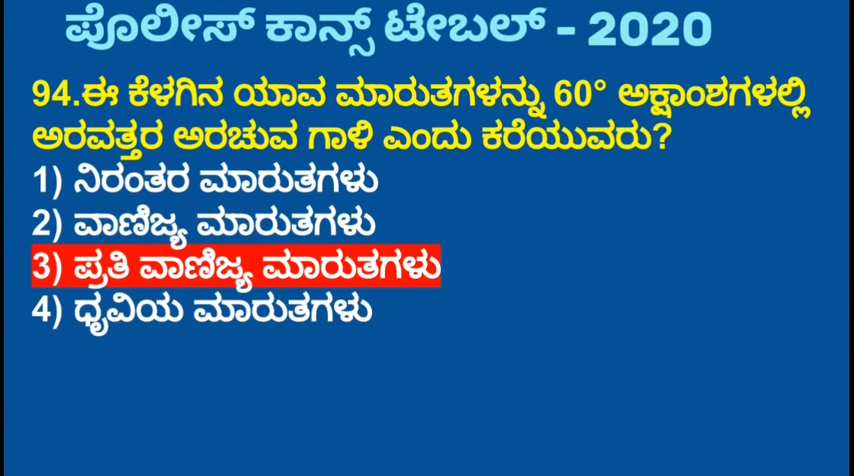 ಪೊಲೀಸ್ ಕಾನ್ಸ್ ಟೇಬಲ್ - 2020
94.ಈ ಕೆಳಗಿನ ಯಾವ ಮಾರುತಗಳನ್ನು 60° ಅಕ್ಷಾಂಶಗಳಲ್ಲಿ
ಅರವತ್ತರ ಅರಚುವ ಗಾಳಿ ಎಂದು ಕರೆಯುವರು?
1) ನಿರಂತರ ಮಾರುತಗಳು
2) ವಾಣಿಜ್ಯ ಮಾರುತಗಳು
3) ಪ್ರತಿ ವಾಣಿಜ್ಯ ಮಾರುತಗಳು
4) ಧೃವಿಯ ಮಾರುತಗಳು